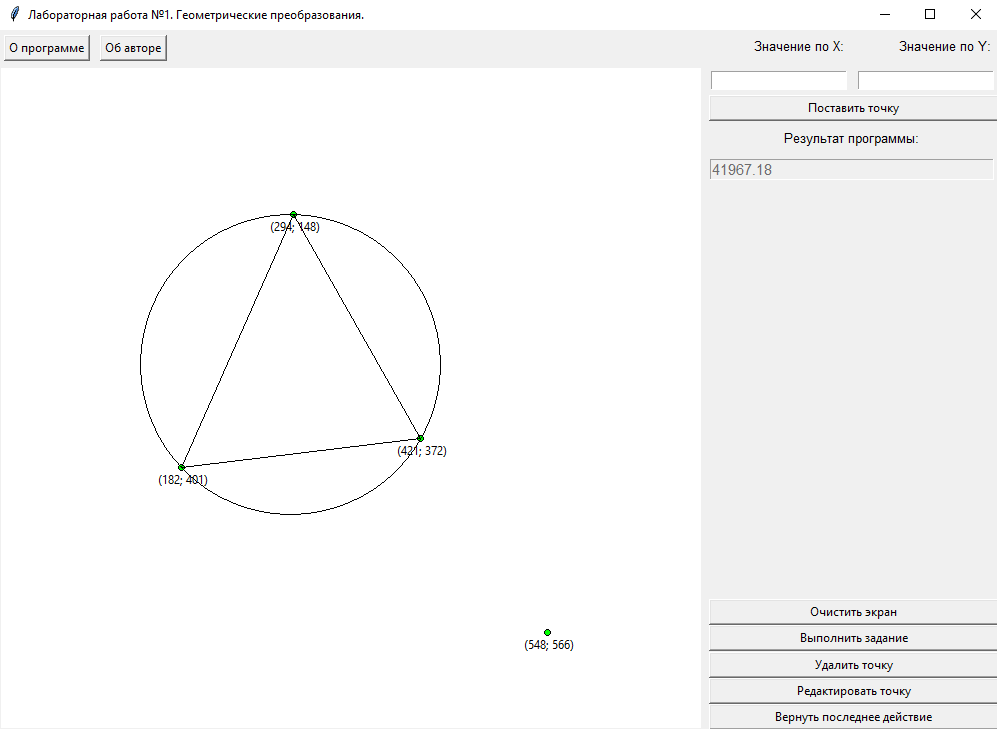 Лабораторная работа №1. Геометрические преобразования.
О программе
Об авторе
Значение по X:
Значение по Y:
Поставить точку
Результат программы:
41967.18
(294; 148)
(421; 372)
(182; 401)
(548; 566)
Очистить экран
Выполнить задание
Удалить точку
Редактировать точку
Вернуть последнее действие